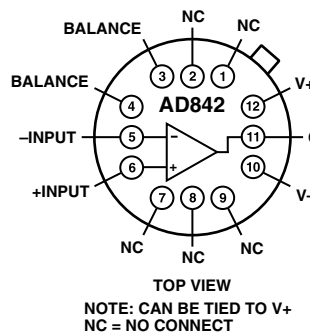 NC
NC
BALANCE
3
2
1
BALANCE
AD842
V+
4
12
–INPUT
5
–
11
+INPUT
6
+
10
V–
7
8
9
NC
NC
NC
TOP VIEW
NOTE: CAN BE TIED TO V+
NC = NO CONNECT